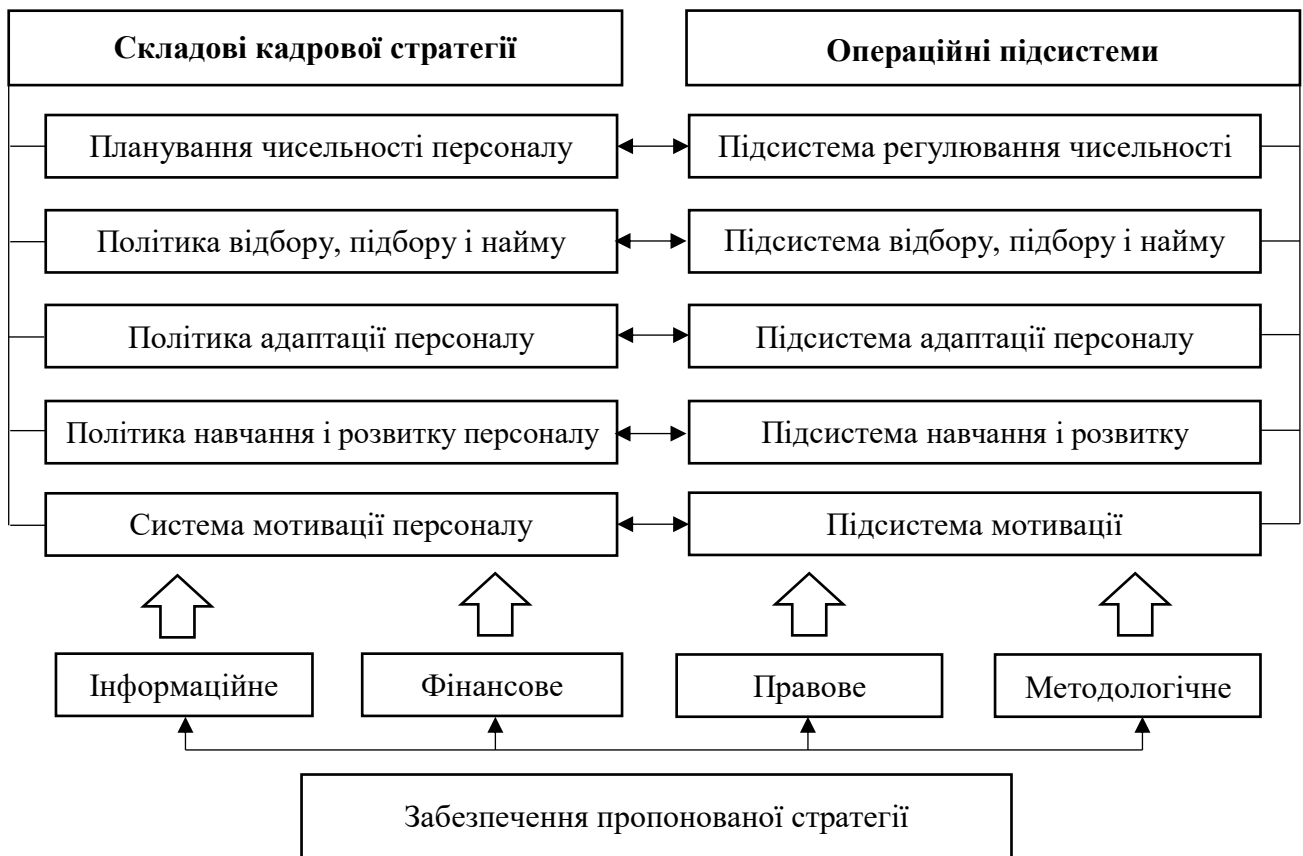 Складові кадрової стратегії
Операційні підсистеми
Планування чисельності персоналу
Підсистема регулювання чисельності
Політика відбору, підбору і найму
Підсистема відбору, підбору і найму
Політика адаптації персоналу
Підсистема адаптації персоналу
Політика навчання і розвитку персоналу
Підсистема навчання і розвитку
Система мотивації персоналу
Підсистема мотивації
Інформаційне
Фінансове
Правове
Методологічне
Забезпечення пропонованої стратегії